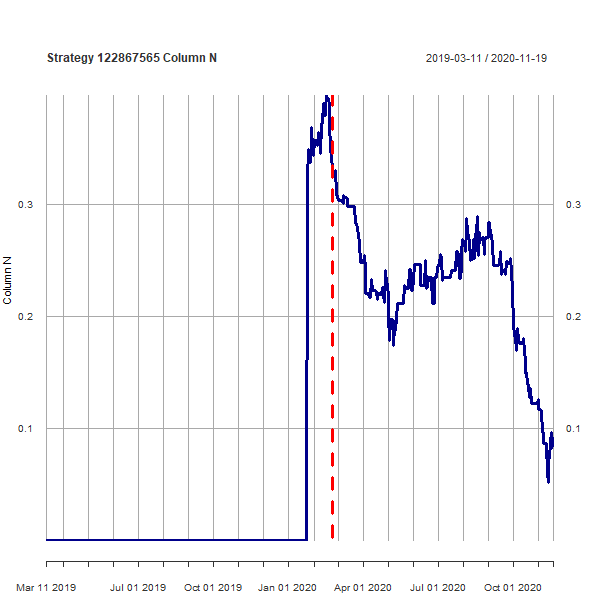 Strategy 122867565 Column N
2019-03-11 / 2020-11-19
Column N
0.3
0.3
0.2
0.2
0.1
0.1
Mar 11 2019
Jul 01 2019
Oct 01 2019
Jan 01 2020
Apr 01 2020
Jul 01 2020
Oct 01 2020